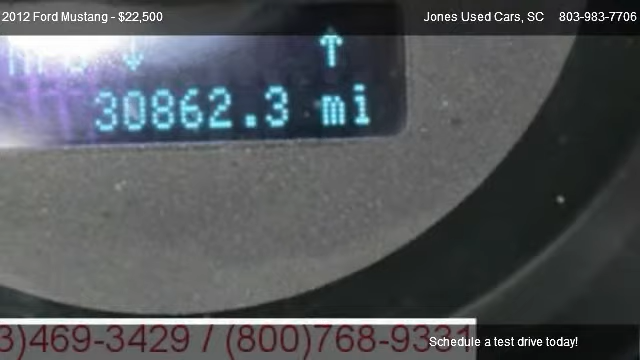 2012 Ford Mustang - $22,500 Jones Used Cars, SC 803-983-7706
30862.3 mi
3)469-3429 / (800)768-9331
Schedule a test drive today!